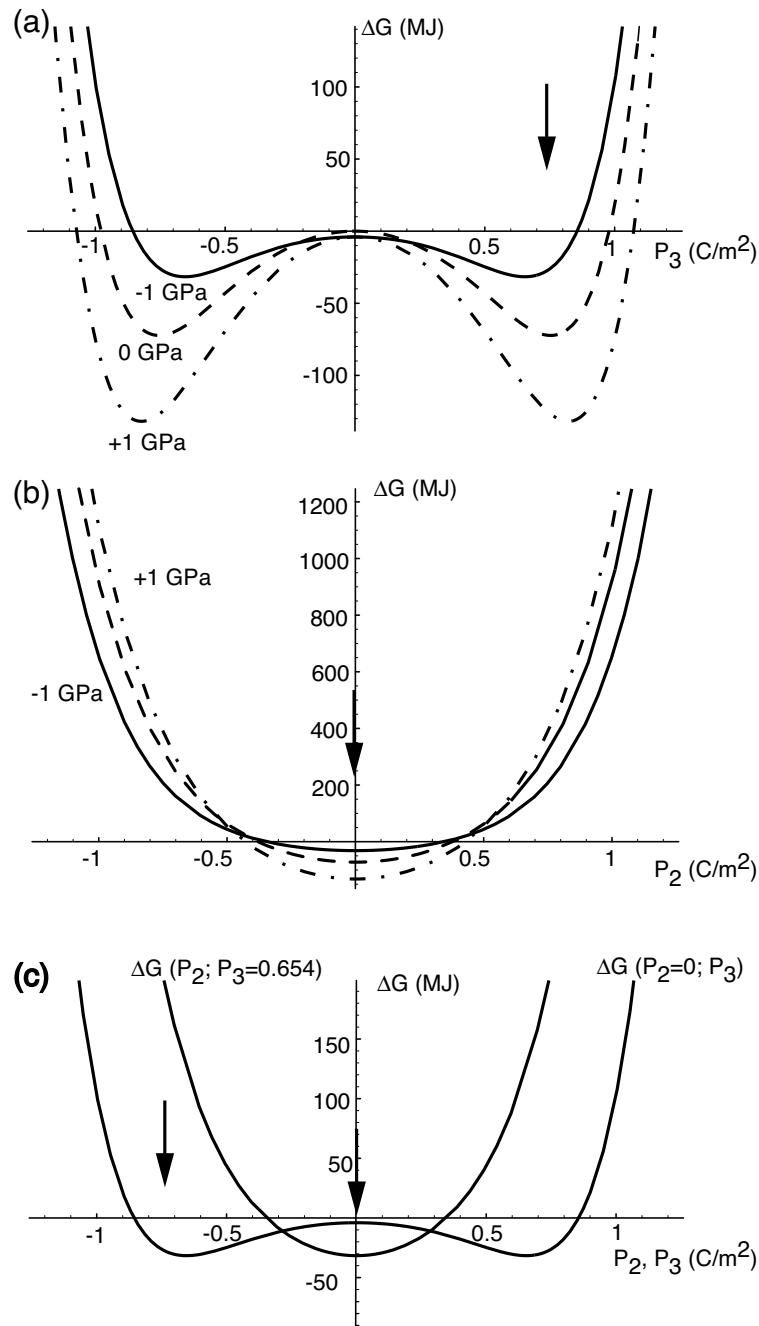 (a)
ΔG (MJ)
100
50
-1
-0.5
0.5
1
P3 (C/m²)
-1 GPa
-50
0 GPa
-100
+1 GPa
(b)
ΔG (MJ)
1200
+1 GPa
1000
800
-1 GPa
600
400
200
-1
-0.5
0.5
1
P2 (C/m²)
(c)
ΔG (P2; P3=0.654)
ΔG (MJ)
ΔG (P2=0; P3)
150
100
50
-1
-0.5
0.5
1
P2, P3 (C/m²)
-50